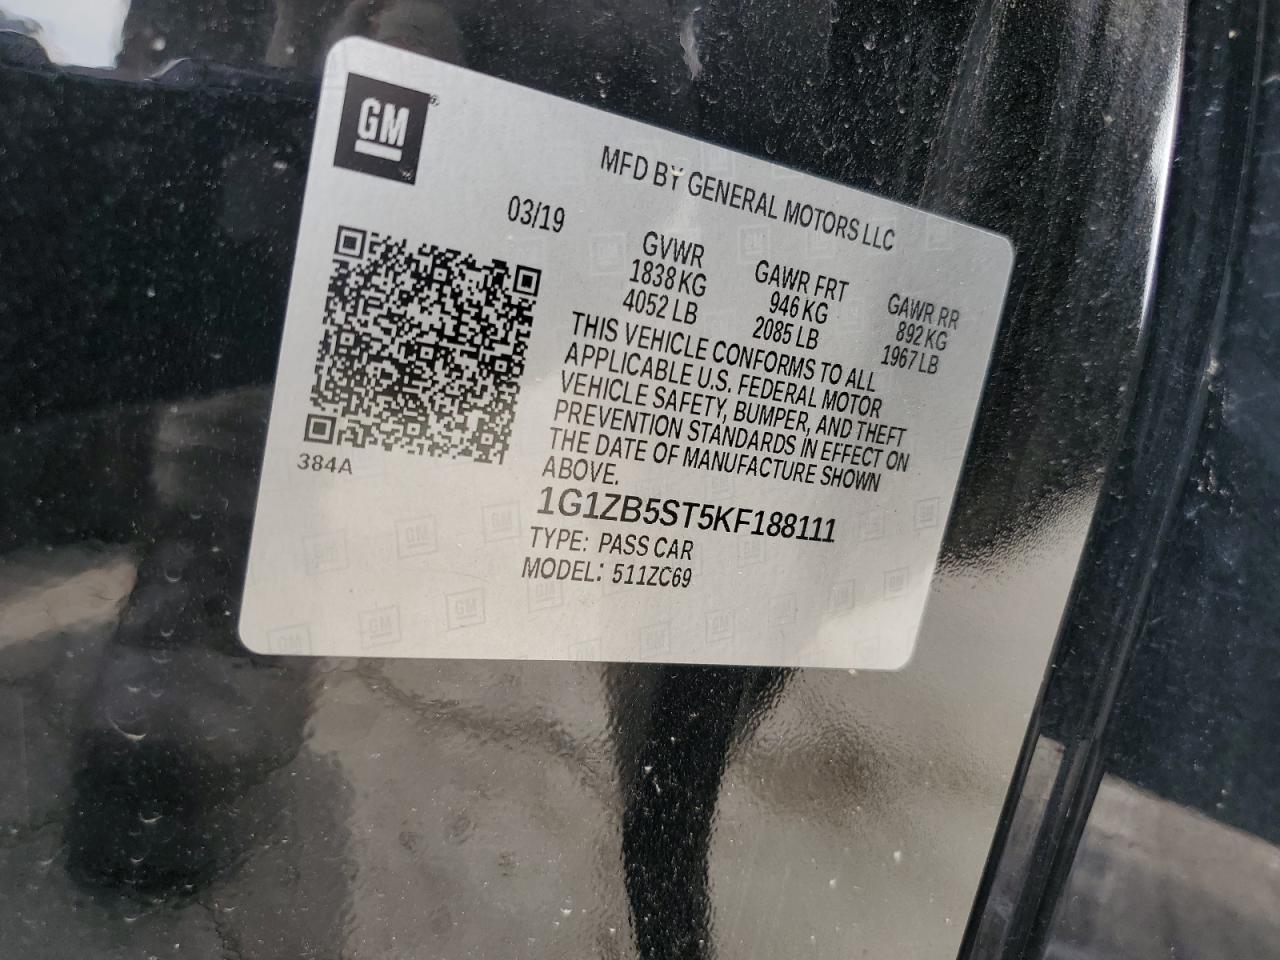 GM
MFD BY GENERAL MOTORS LLC
03/19
GVWR
1838 KG
4052 LB
GAWR FRT
946 KG
2085 LB
GAWR RR
892 KG
1967 LB
THIS VEHICLE CONFORMS TO ALL
APPLICABLE U.S. FEDERAL MOTOR
VEHICLE SAFETY, BUMPER, AND THEFT
PREVENTION STANDARDS IN EFFECT ON
THE DATE OF MANUFACTURE SHOWN
ABOVE.
384A
1G1ZB5ST5KF188111
TYPE: PASS CAR
MODEL: 511ZC69